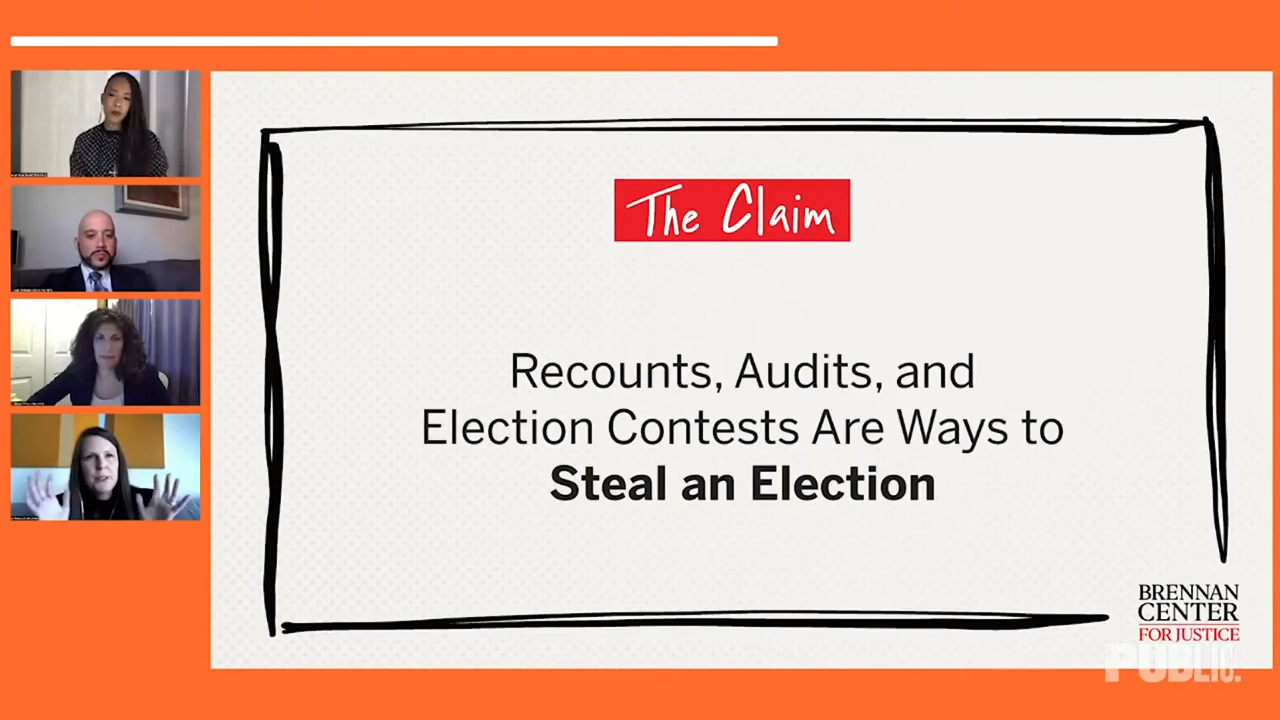 The Claim
Recounts, Audits, and
Election Contests Are Ways to
Steal an Election
BRENNAN
CENTER
FOR JUSTICE
PUBLIC.